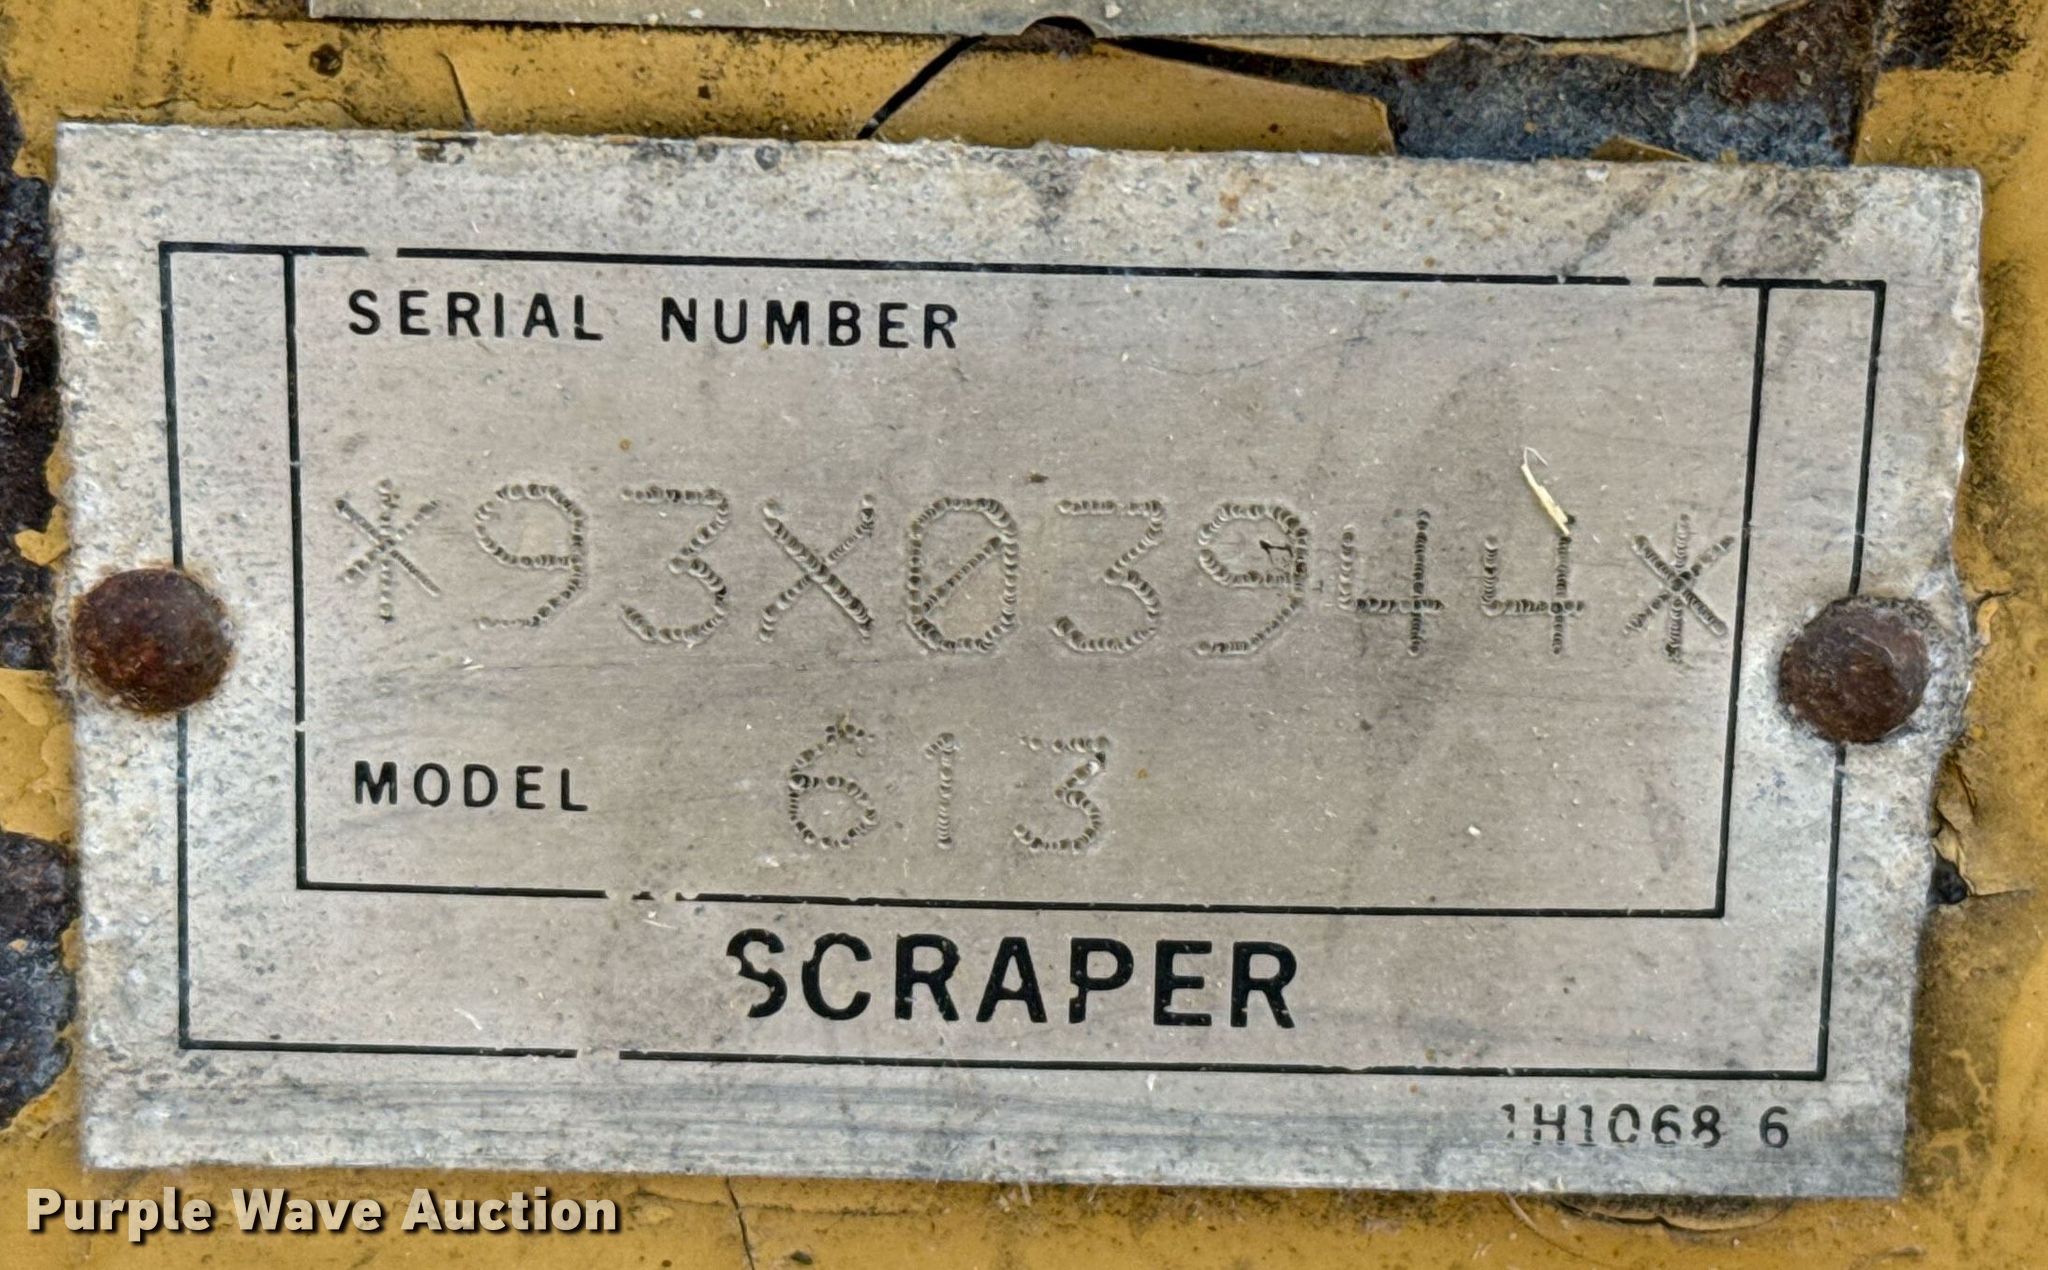 SERIAL NUMBER
*93X03944*
MODEL 613
SCRAPER
1H1068 6
Purple Wave Auction